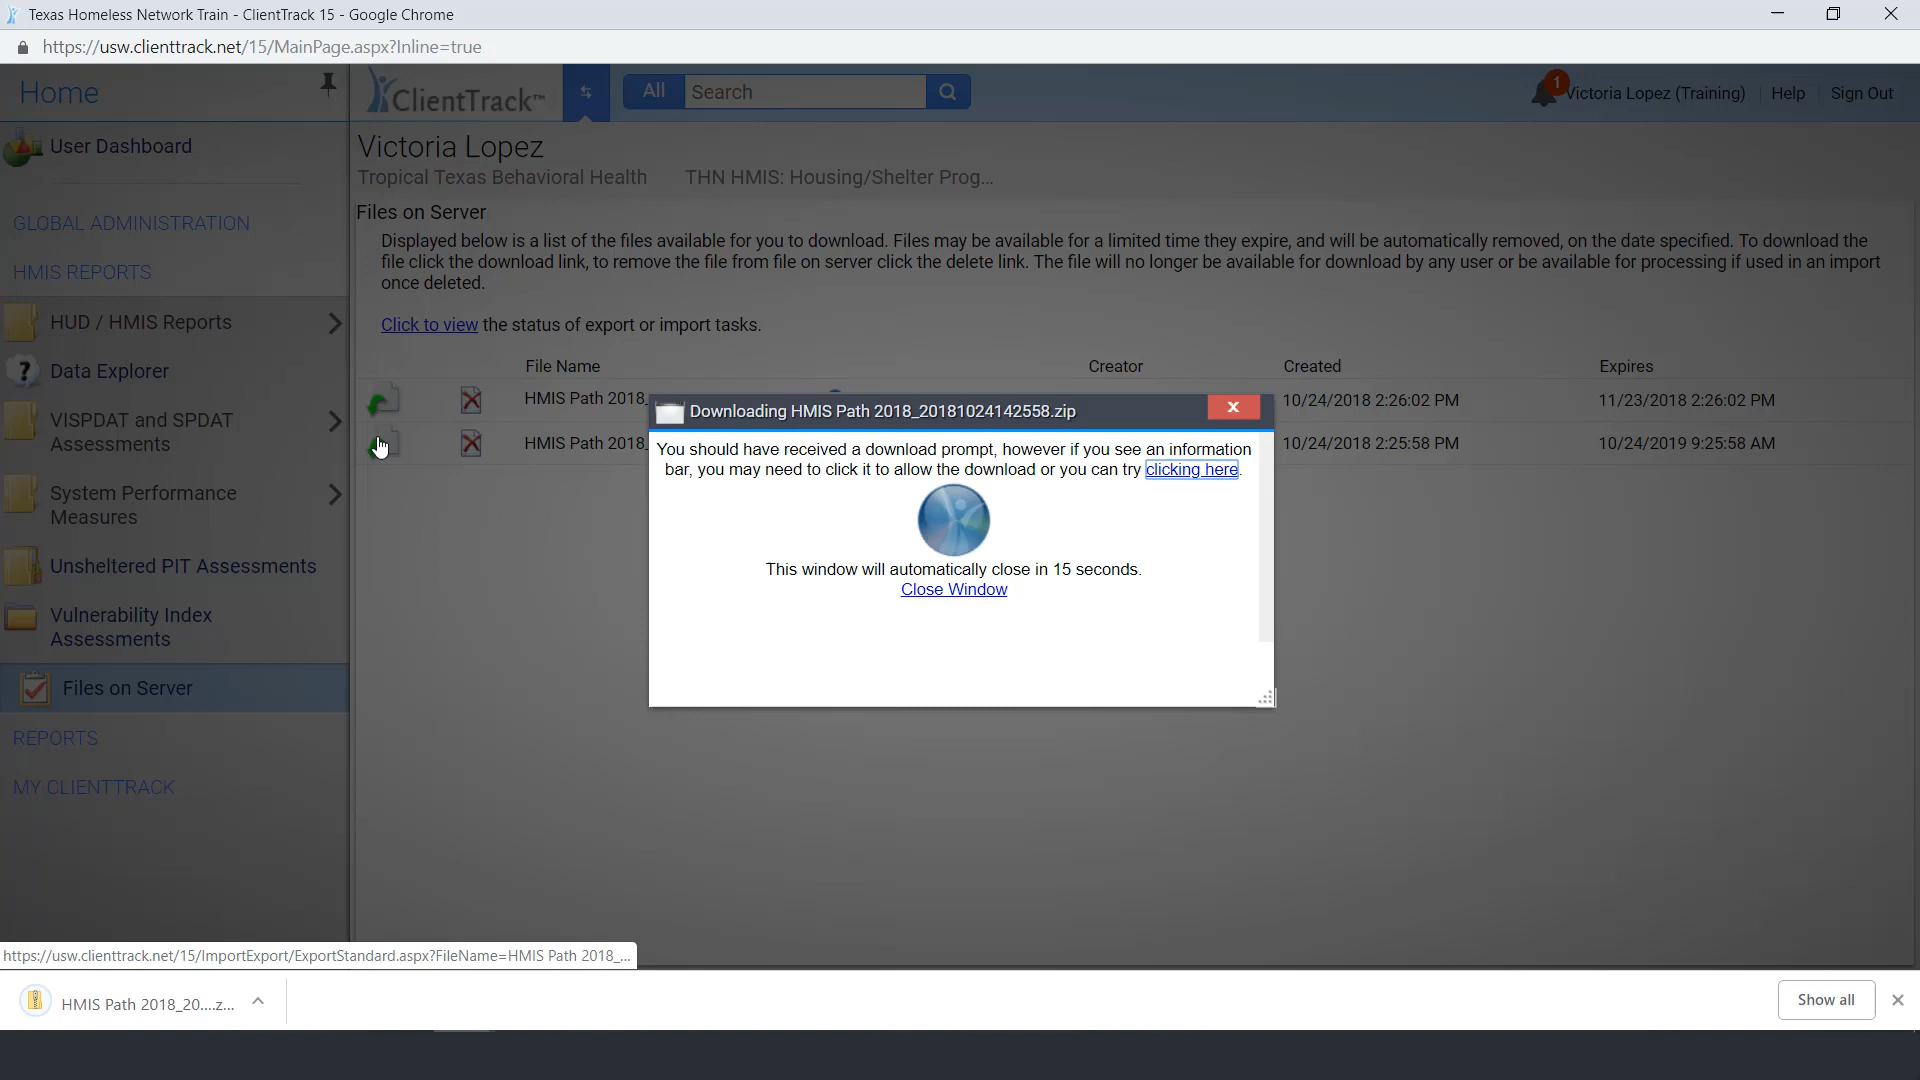 Texas Homeless Network Train - ClientTrack 15 - Google Chrome
https://usw.clienttrack.net/15/MainPage.aspx?Inline=true
Home
ClientTrack™
All
Search
1
Victoria Lopez (Training)
Help
Sign Out
User Dashboard
GLOBAL ADMINISTRATION
HMIS REPORTS
HUD / HMIS Reports
Data Explorer
VISPDAT and SPDAT
Assessments
System Performance
Measures
Unsheltered PIT Assessments
Vulnerability Index
Assessments
Files on Server
REPORTS
MY CLIENTTRACK
Victoria Lopez
Tropical Texas Behavioral Health THN HMIS: Housing/Shelter Prog...
Files on Server
Displayed below is a list of the files available for you to download. Files may be available for a limited time they expire, and will be automatically removed, on the date specified. To download the
file click the download link, to remove the file from file on server click the delete link. The file will no longer be available for download by any user or be available for processing if used in an import
once deleted.
Click to view the status of export or import tasks.
File Name Creator Created Expires
HMIS Path 2018_ 10/24/2018 2:26:02 PM 11/23/2018 2:26:02 PM
HMIS Path 2018_ 10/24/2018 2:25:58 PM 10/24/2019 9:25:58 AM
Downloading HMIS Path 2018_20181024142558.zip
X
You should have received a download prompt, however if you see an information
bar, you may need to click it to allow the download or you can try clicking here.
This window will automatically close in 15 seconds.
Close Window
https://usw.clienttrack.net/15/ImportExport/ExportStandard.aspx?FileName=HMIS Path 2018_...
HMIS Path 2018_20....z...
Show all